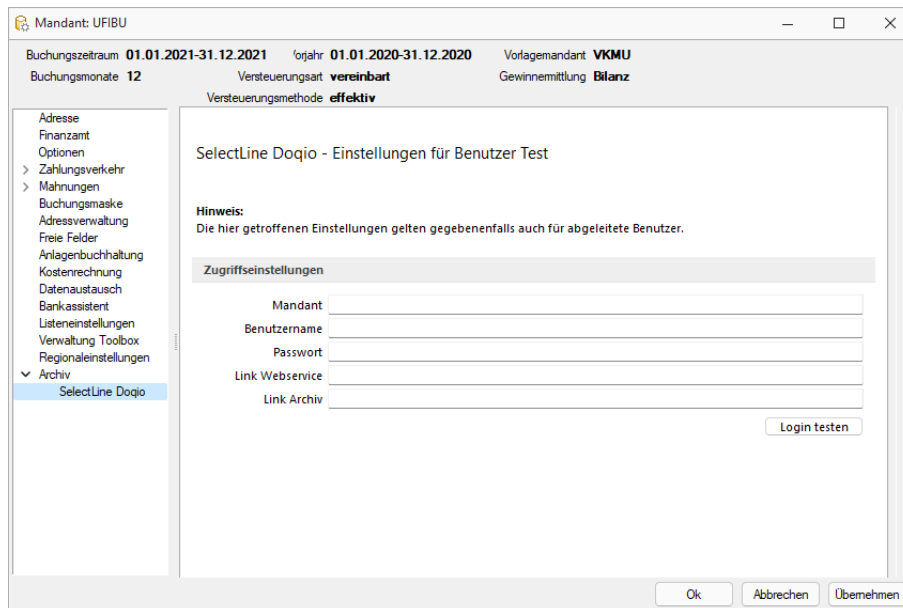 Mandant: UFIBU
Buchungszeitraum 01.01.2021-31.12.2021 orjahr 01.01.2020-31.12.2020 Vorlagemandant VKMU
Buchungsmonate 12 Versteuerungsart vereinbart Gewinnermittlung Bilanz
Versteuerungsmethode effektiv
Adresse
Finanzamt
Optionen
Zahlungsverkehr
Mahnungen
Buchungsmaske
Adressverwaltung
Freie Felder
Anlagenbuchhaltung
Kostenrechnung
Datenaustausch
Bankassistent
Listeneinstellungen
Verwaltung Toolbox
Regionaleinstellungen
Archiv
SelectLine Doqio
SelectLine Doqio - Einstellungen für Benutzer Test
Hinweis:
Die hier getroffenen Einstellungen gelten gegebenenfalls auch für abgeleitete Benutzer.
Zugriffseinstellungen
Mandant
Benutzername
Passwort
Link Webservice
Link Archiv
Login testen
Ok Abbrechen Übernehmen